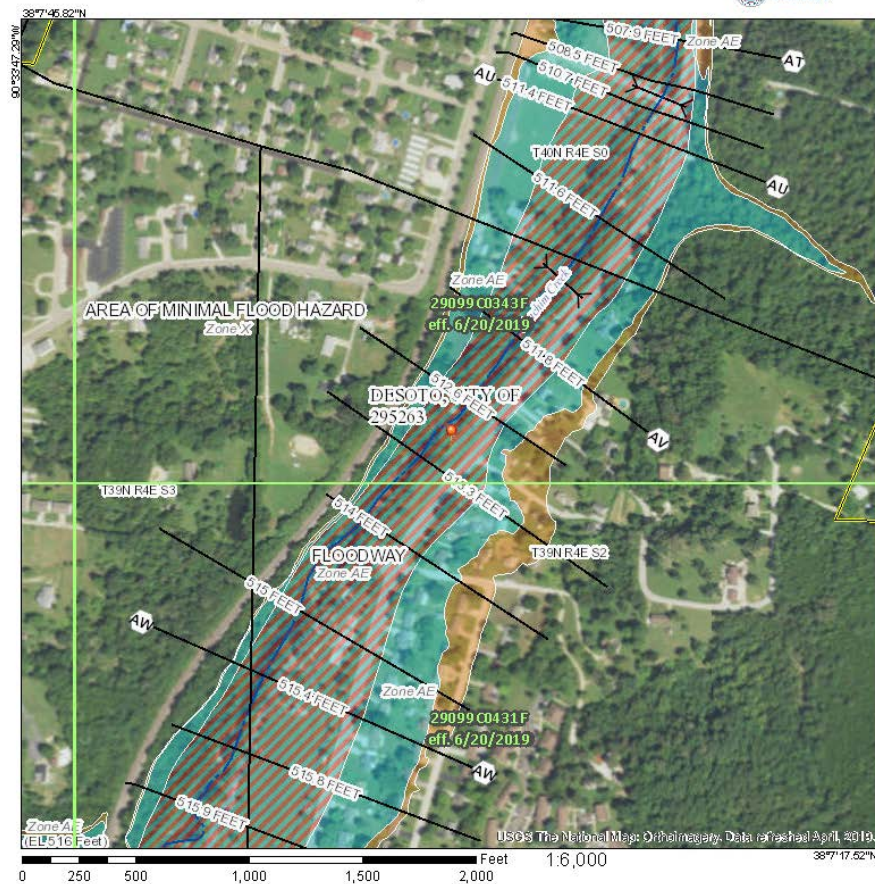 38°7'45.82"N
90°33'47.29"W
507.9 FEET
Zone AE
AT
508.5 FEET
510.7 FEET
AU
511.4 FEET
T40N R4E S0
AU
511.6 FEET
Zone AE
29099C0343F
eff. 6/20/2019
AREA OF MINIMAL FLOOD HAZARD
Zone X
Creek
511.8 FEET
512.6 FEET
DESOTO, CITY OF
295263
AV
T39N R4E S3
513.3 FEET
514 FEET
T39N R4E S2
FLOODWAY
Zone AE
515 FEET
AW
515.4 FEET
Zone AE
29099C0431F
eff. 6/20/2019
AW
515.8 FEET
515.9 FEET
Zone AE
(EL 516 Feet)
USGS The National Map: Orthoimagery. Data refreshed April, 2019.
Feet
1:6,000
38°7'17.52"N
0 250 500 1,000 1,500 2,000